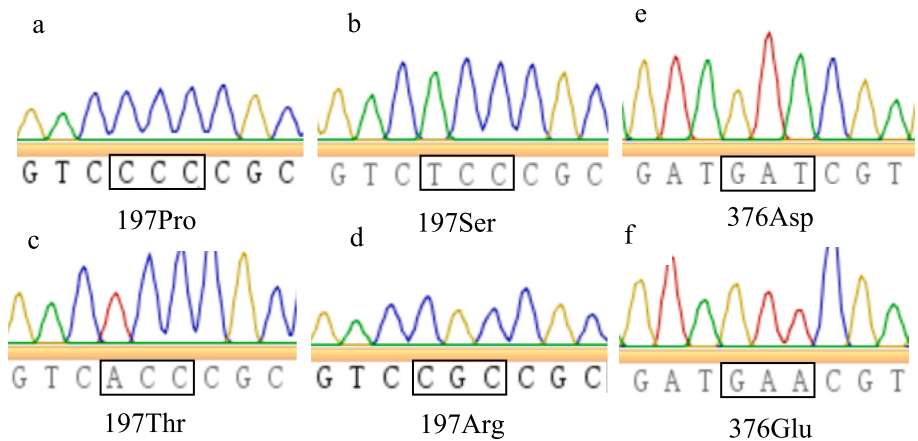 a
G T C C C C C G C
197Pro
b
G T C T C C C G C
197Ser
e
G A T G A T C G T
376Asp
c
G T C A C C C G C
197Thr
d
G T C C G C C G C
197Arg
f
G A T G A A C G T
376Glu